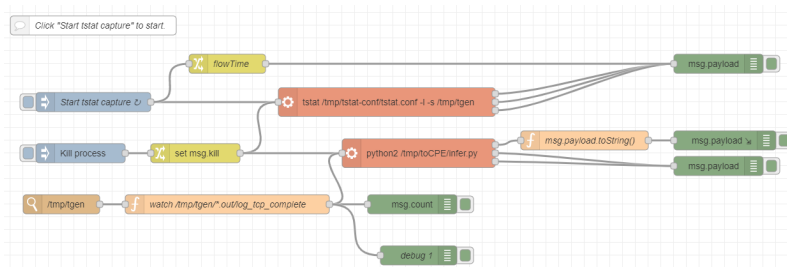 Click "Start tstat capture" to start.
flowTime
msg.payload
Start tstat capture ↻
tstat /tmp/tstat-conf/tstat.conf -l -s /tmp/tgen
Kill process
set msg.kill
python2 /tmp/toCPE/infer.py
msg.payload.toString()
msg.payload
msg.payload
/tmp/tgen
watch /tmp/tgen/*.out/log_tcp_complete
msg.count
debug 1